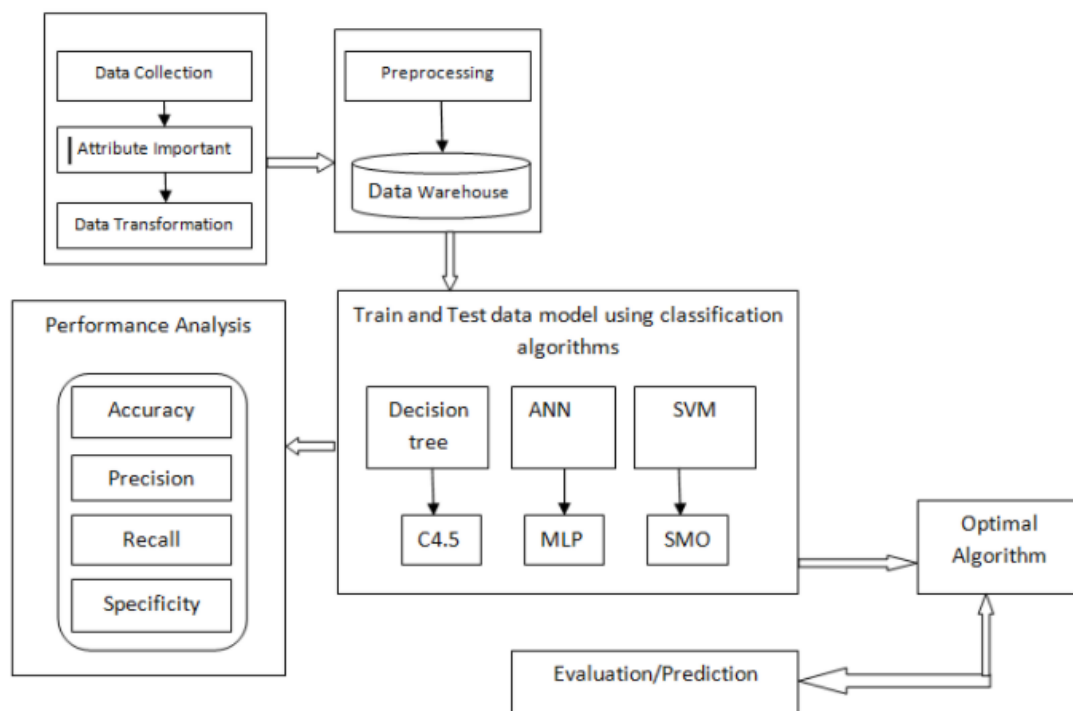 Data Collection
Attribute Important
Data Transformation
Preprocessing
Data Warehouse
Train and Test data model using classification
algorithms
Decision
tree
ANN
SVM
C4.5
MLP
SMO
Performance Analysis
Accuracy
Precision
Recall
Specificity
Optimal
Algorithm
Evaluation/Prediction